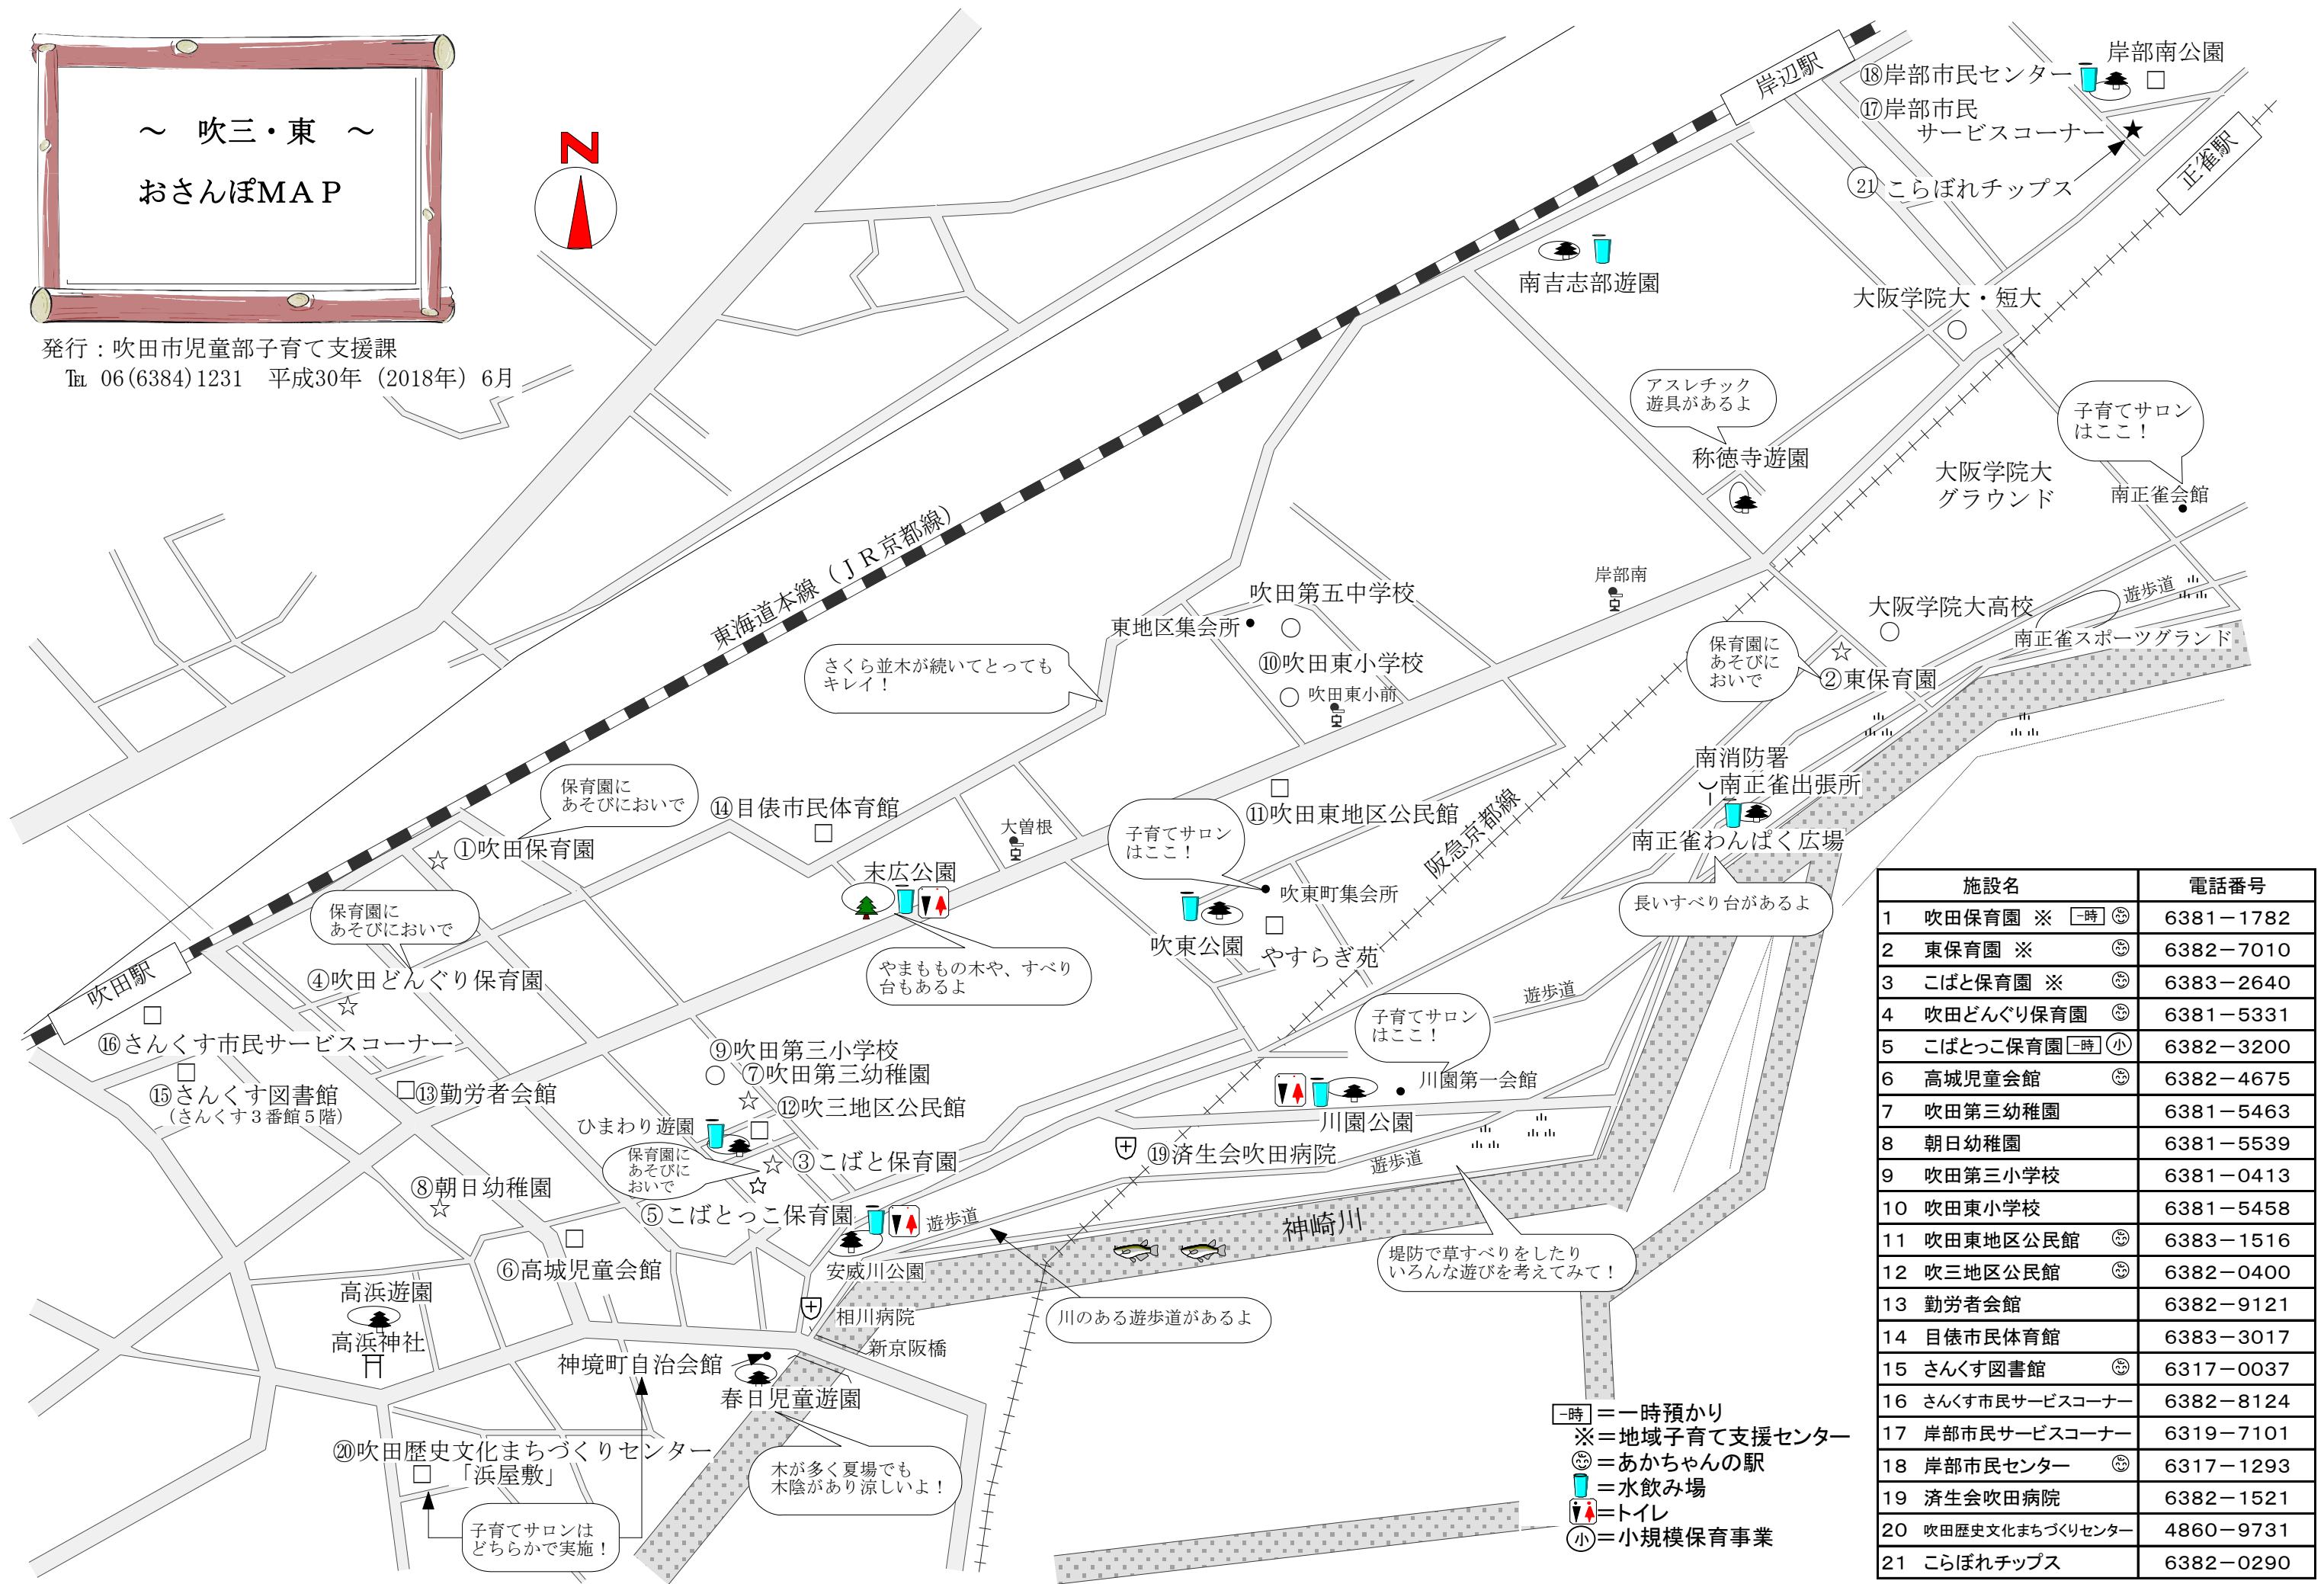 ～ 吹三・東 ～
おさんぽMAP
発行：吹田市児童部子育て支援課
℡ 06(6384)1231 平成30年（2018年）6月
N
岸辺駅
⑱岸部市民センター
岸部南公園
⑰岸部市民
サービスコーナー
㉑こらぼれチップス
正雀駅
南吉志部遊園
大阪学院大・短大
アスレチック
遊具があるよ
称徳寺遊園
子育てサロン
はここ！
大阪学院大
グラウンド
南正雀会館
東海道本線（ＪＲ京都線）
岸部南
吹田第五中学校
東地区集会所
⑩吹田東小学校
吹田東小前
大阪学院大高校
遊歩道
南正雀スポーツグランド
保育園に
あそびに
おいで
②東保育園
さくら並木が続いてとっても
キレイ！
南消防署
南正雀出張所
南正雀わんぱく広場
長いすべり台があるよ
保育園に
あそびにおいで
①吹田保育園
⑭目俵市民体育館
大曽根
⑪吹田東地区公民館
子育てサロン
はここ！
阪急京都線
末広公園
吹東町集会所
吹東公園
やすらぎ苑
やまももの木や、すべり
台もあるよ
保育園に
あそびにおいで
④吹田どんぐり保育園
吹田駅
⑯さんくす市民サービスコーナー
⑮さんくす図書館
（さんくす３番館５階）
⑬勤労者会館
⑨吹田第三小学校
⑦吹田第三幼稚園
⑫吹三地区公民館
ひまわり遊園
保育園に
あそびに
おいで
③こばと保育園
⑤こばとっこ保育園
遊歩道
子育てサロン
はここ！
川園第一会館
川園公園
⑲済生会吹田病院
遊歩道
遊歩道
⑧朝日幼稚園
⑥高城児童会館
安威川公園
神崎川
堤防で草すべりをしたり
いろんな遊びを考えてみて！
川のある遊歩道があるよ
高浜遊園
高浜神社
相川病院
新京阪橋
神境町自治会館
春日児童遊園
木が多く夏場でも
木陰があり涼しいよ！
⑳吹田歴史文化まちづくりセンター
「浜屋敷」
子育てサロンは
どちらかで実施！
一時＝一時預かり
※＝地域子育て支援センター
＝あかちゃんの駅
＝水飲み場
＝トイレ
小＝小規模保育事業
施設名 電話番号
1 吹田保育園 ※ 一時 6381－1782
2 東保育園 ※ 6382－7010
3 こばと保育園 ※ 6383－2640
4 吹田どんぐり保育園 6381－5331
5 こばとっこ保育園 一時 小 6382－3200
6 高城児童会館 6382－4675
7 吹田第三幼稚園 6381－5463
8 朝日幼稚園 6381－5539
9 吹田第三小学校 6381－0413
10 吹田東小学校 6381－5458
11 吹田東地区公民館 6383－1516
12 吹三地区公民館 6382－0400
13 勤労者会館 6382－9121
14 目俵市民体育館 6383－3017
15 さんくす図書館 6317－0037
16 さんくす市民サービスコーナー 6382－8124
17 岸部市民サービスコーナー 6319－7101
18 岸部市民センター 6317－1293
19 済生会吹田病院 6382－1521
20 吹田歴史文化まちづくりセンター 4860－9731
21 こらぼれチップス 6382－0290